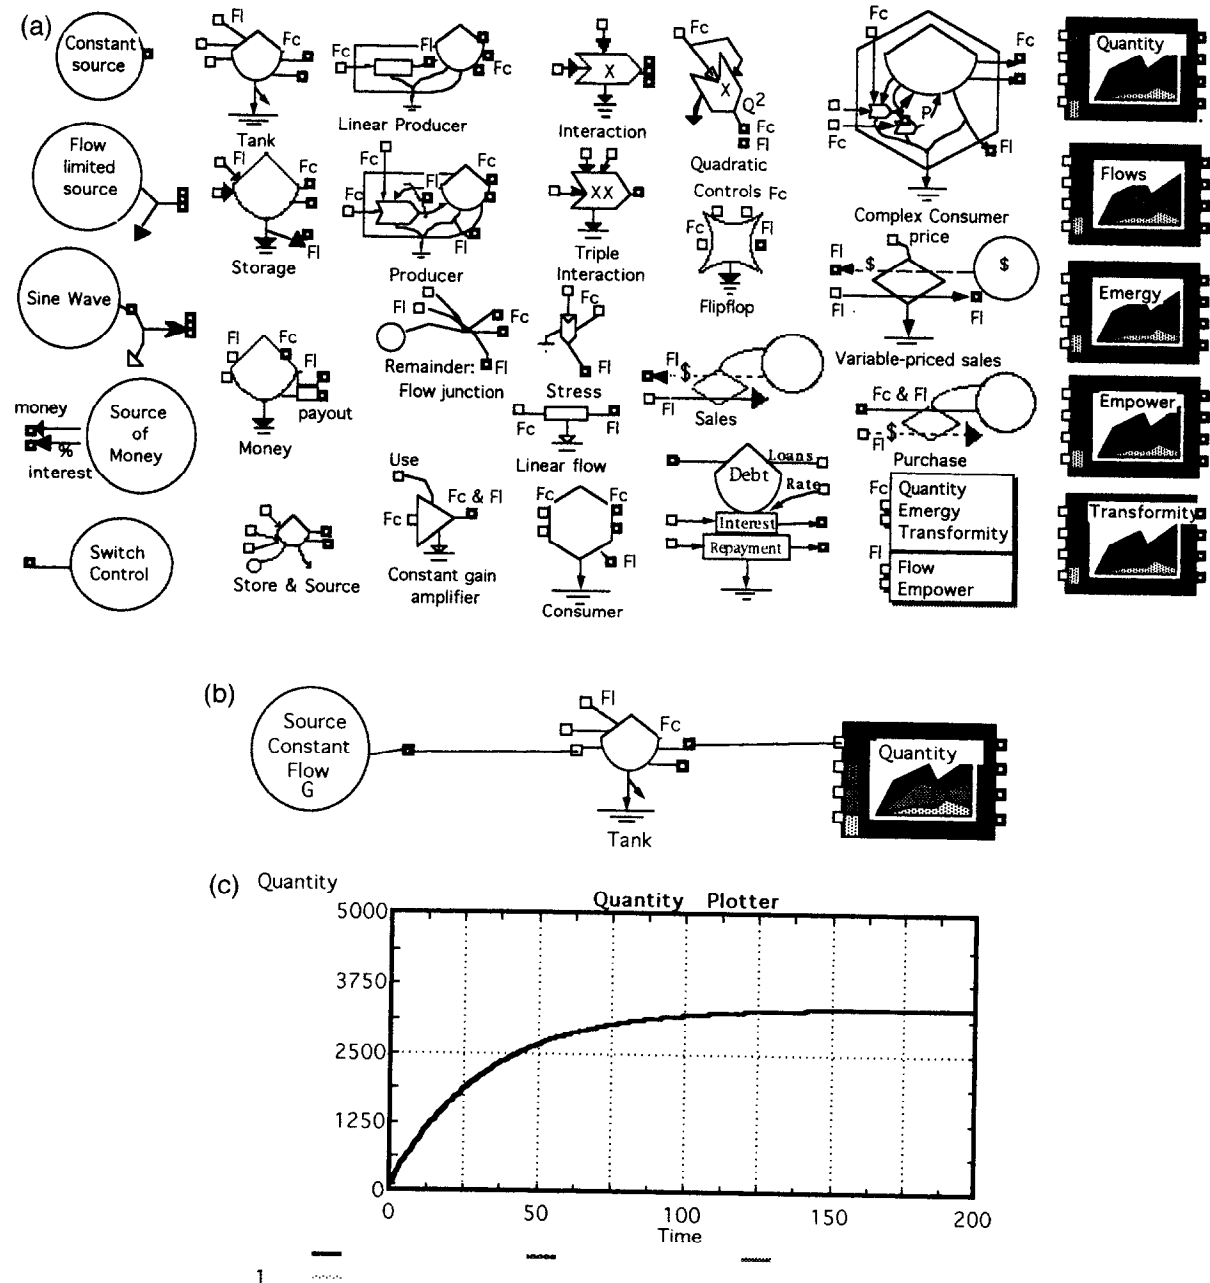 (a)
Constant
source
Fl
Fc
Tank
Fc
Fl
Fc
Linear Producer
X
Interaction
Fc
X
Q2
Fc
Fl
Quadratic
Fc
Fc
P
Fc
Fl
Complex Consumer
Quantity
Flow
limited
source
Fl
Fc
Fl
Storage
Fc
Fc
Fl
Fc
Fl
Producer
XX
Triple
Interaction
Controls Fc
Fc
Fl
Flipflop
price
Fl
$
$
Fl
Fl
Variable-priced sales
Flows
Sine Wave
Fl
Fc
Fl
payout
Money
Fl
Fc
Fl
Remainder:
Flow junction
Fc
Fl
Stress
Fl
$
Fl
Sales
Fc & Fl
$
Fl
Purchase
Emergy
money
%
interest
Source
of
Money
Use
Fc & Fl
Fc
Constant gain
amplifier
Fc
Fl
Linear flow
Loans
Debt
Rate
Interest
Repayment
Fc
Quantity
Emergy
Transformity
Fl
Flow
Empower
Empower
Switch
Control
Store & Source
Fc
Fc
Fl
Consumer
Transformity
(b)
Source
Constant
Flow
G
Fl
Fc
Tank
Quantity
(c)
Quantity
Quantity Plotter
5000
3750
2500
1250
0
0
50
100
150
200
Time
1